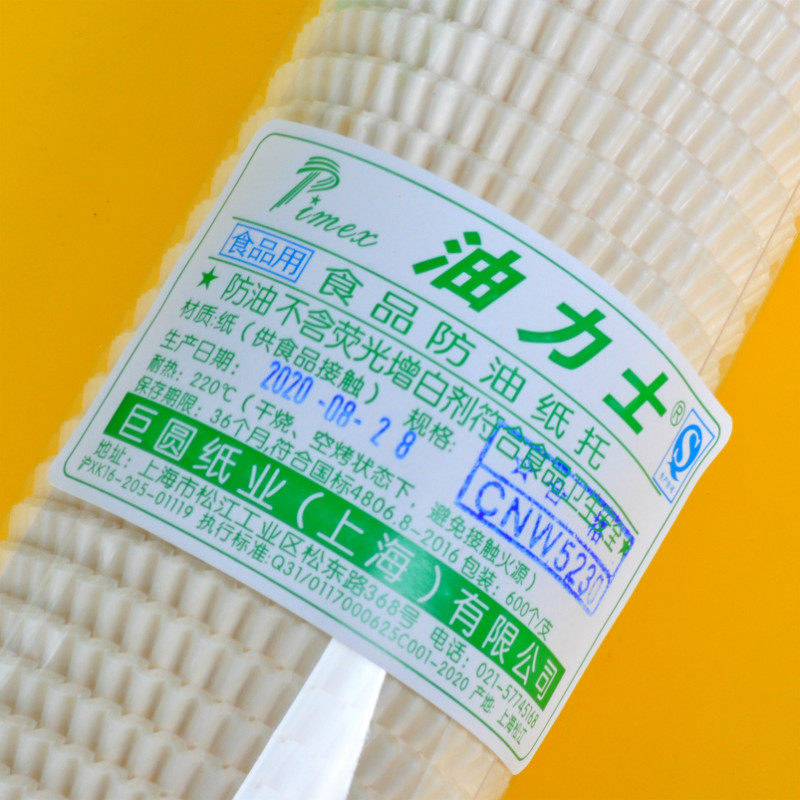 Pimex
油力士®
食品用
食品防油纸托
★防油不含荧光增白剂符合食品卫生安全★
材质:纸（供食品接触） 规格:
CNW5230
生产日期: 2020-08-28
耐热: 220℃（干烧、空烤状态下，避免接触火源）
保存期限: 36个月,符合国标4806.8-2016 包装: 600个/支
巨圆纸业（上海）有限公司
地址: 上海市松江工业区松东路368号 电话: 021-57745168
沪XK16-205-01119 执行标准:Q31/0117000625C001-2020 产地: 上海松江